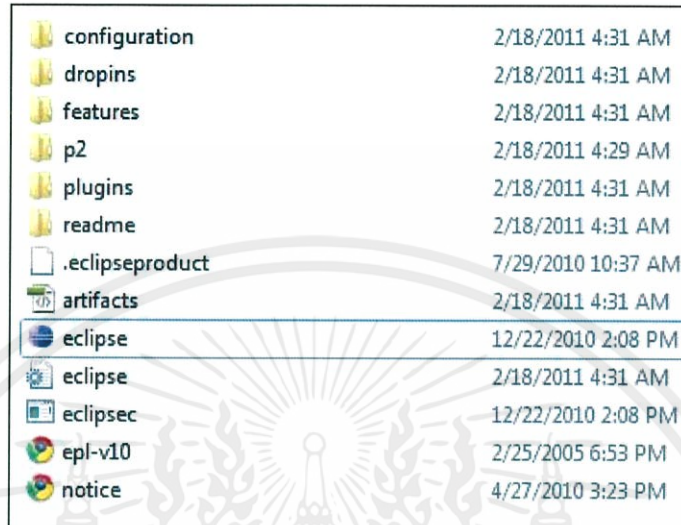 configuration 2/18/2011 4:31 AM
dropins 2/18/2011 4:31 AM
features 2/18/2011 4:31 AM
p2 2/18/2011 4:29 AM
plugins 2/18/2011 4:31 AM
readme 2/18/2011 4:31 AM
.eclipseproduct 7/29/2010 10:37 AM
artifacts 2/18/2011 4:31 AM
eclipse 12/22/2010 2:08 PM
eclipse 2/18/2011 4:31 AM
eclipsec 12/22/2010 2:08 PM
epl-v10 2/25/2005 6:53 PM
notice 4/27/2010 3:23 PM